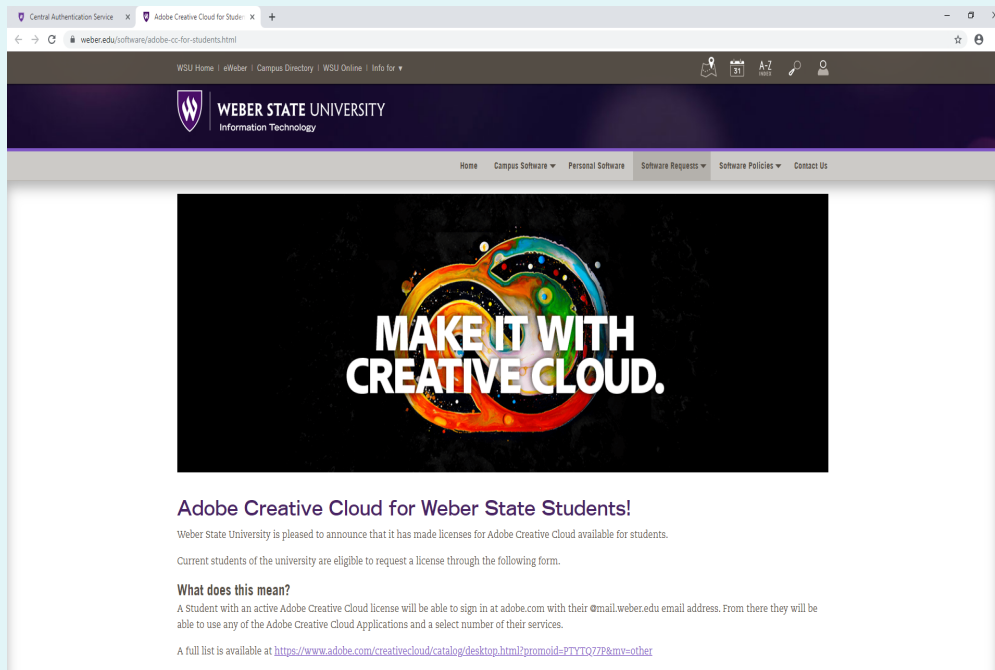 Central Authentication Service
Adobe Creative Cloud for Studen
weber.edu/software/adobe-cc-for-students.html
WSU Home | eWeber | Campus Directory | WSU Online | Info for ▾
31
A-Z
INDEX
WEBER STATE UNIVERSITY
Information Technology
Home Campus Software ▾ Personal Software Software Requests ▾ Software Policies ▾ Contact Us
MAKE IT WITH
CREATIVE CLOUD.
Adobe Creative Cloud for Weber State Students!
Weber State University is pleased to announce that it has made licenses for Adobe Creative Cloud available for students.
Current students of the university are eligible to request a license through the following form.
What does this mean?
A Student with an active Adobe Creative Cloud license will be able to sign in at adobe.com with their @mail.weber.edu email address. From there they will be
able to use any of the Adobe Creative Cloud Applications and a select number of their services.
A full list is available at https://www.adobe.com/creativecloud/catalog/desktop.html?promoid=PTYTQ77P&mv=other